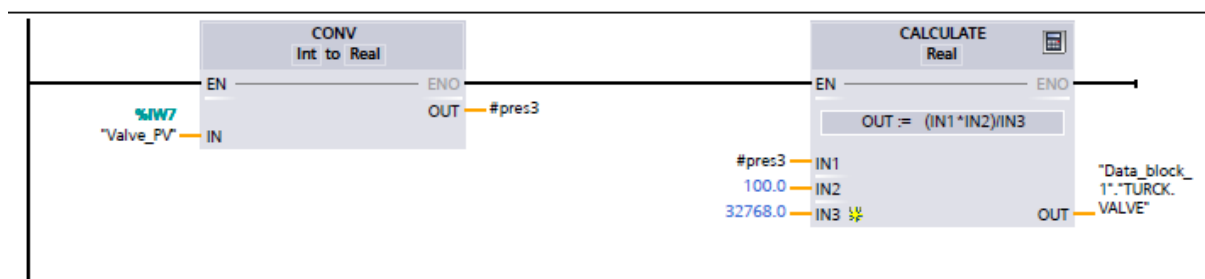 CONV
Int to Real
EN
ENO
%IW7
"Valve_PV"
IN
OUT
#pres3
CALCULATE
Real
EN
ENO
OUT := (IN1*IN2)/IN3
#pres3
IN1
100.0
IN2
32768.0
IN3
OUT
"Data_block_
1"."TURCK.
VALVE"